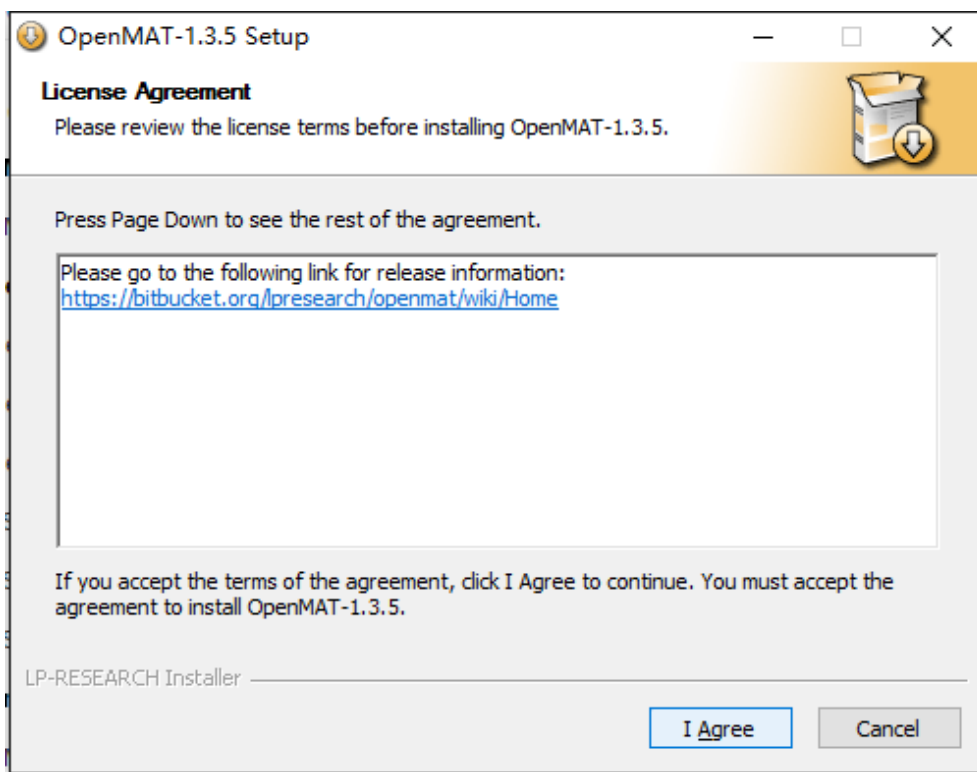 OpenMAT-1.3.5 Setup
License Agreement
Please review the license terms before installing OpenMAT-1.3.5.
Press Page Down to see the rest of the agreement.
Please go to the following link for release information:
https://bitbucket.org/lpresearch/openmat/wiki/Home
If you accept the terms of the agreement, click I Agree to continue. You must accept the
agreement to install OpenMAT-1.3.5.
LP-RESEARCH Installer
I Agree
Cancel